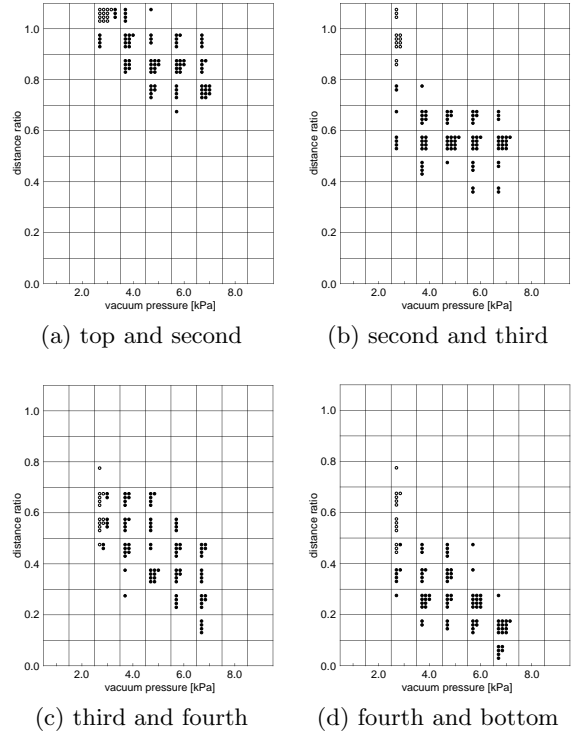 distance ratio
1.0
0.8
0.6
0.4
0.2
0.0
2.0 4.0 6.0 8.0
vacuum pressure [kPa]
(a) top and second
distance ratio
1.0
0.8
0.6
0.4
0.2
0.0
2.0 4.0 6.0 8.0
vacuum pressure [kPa]
(b) second and third
distance ratio
1.0
0.8
0.6
0.4
0.2
0.0
2.0 4.0 6.0 8.0
vacuum pressure [kPa]
(c) third and fourth
distance ratio
1.0
0.8
0.6
0.4
0.2
0.0
2.0 4.0 6.0 8.0
vacuum pressure [kPa]
(d) fourth and bottom